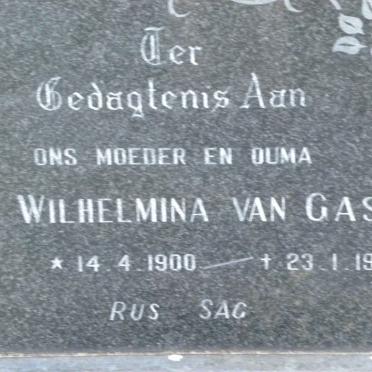 Ter
Gedagtenis Aan
ONS MOEDER EN OUMA
WILHELMINA VAN GAS
* 14.4.1900 — † 23.1.19
RUS SAG